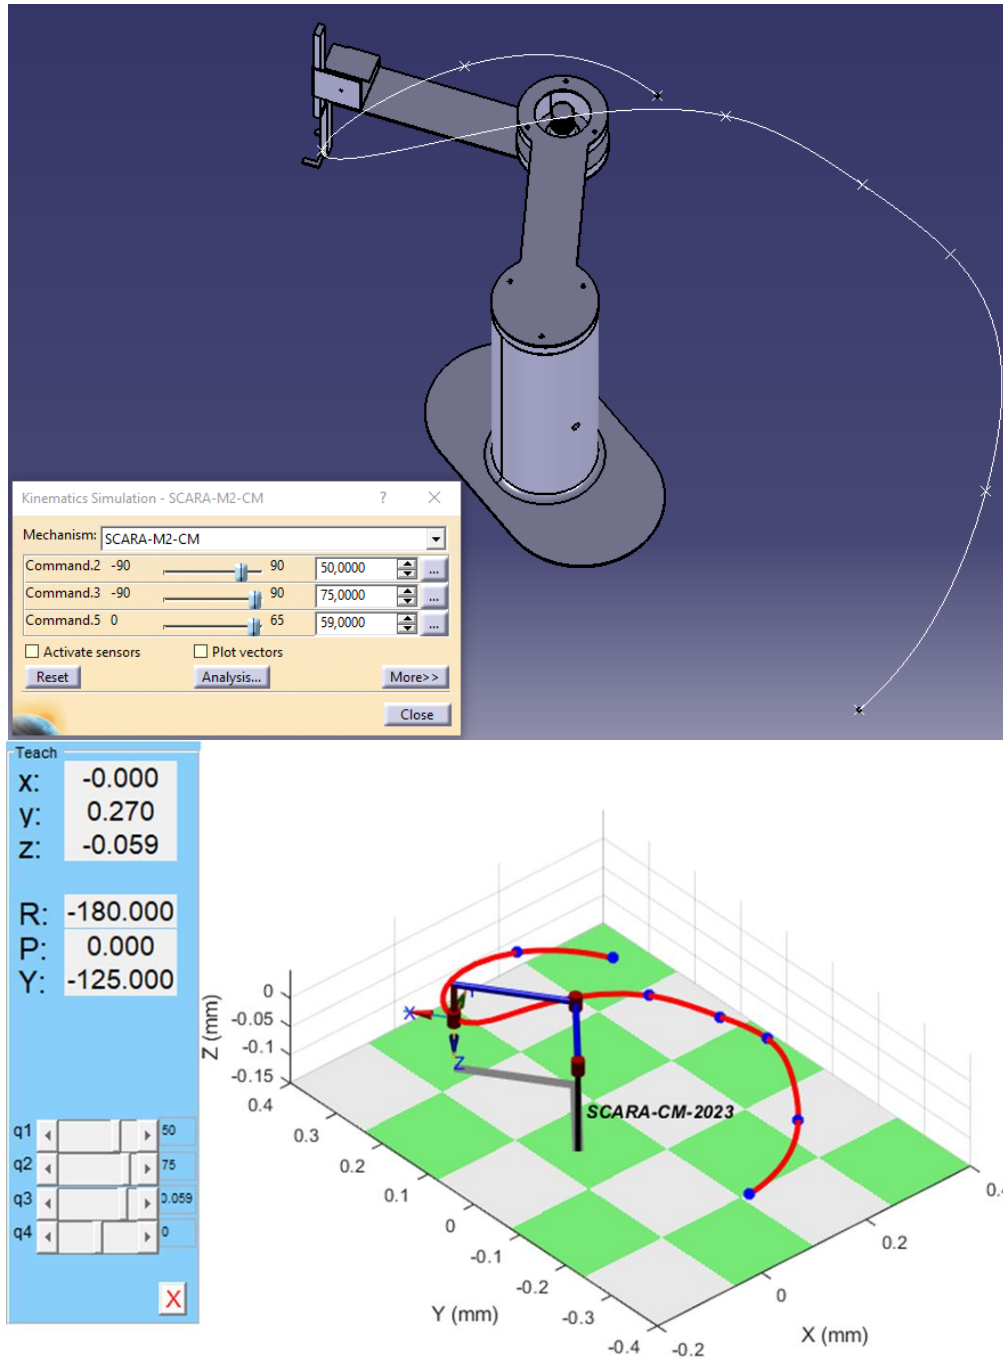 Kinematics Simulation - SCARA-M2-CM ? ×
Mechanism: SCARA-M2-CM
Command.2 -90 90 50,0000 ...
Command.3 -90 90 75,0000 ...
Command.5 0 65 59,0000 ...
Activate sensors Plot vectors
Reset Analysis... More>>
Close
Teach
x: -0.000
y: 0.270
z: -0.059
R: -180.000
P: 0.000
Y: -125.000
q1 50
q2 75
q3 0.059
q4 0
X
0
-0.05
-0.1
-0.15
Z (mm)
X
Y
Z
SCARA-CM-2023
0.4
0.3
0.2
0.1
0
-0.1
-0.2
-0.3
-0.4
Y (mm)
-0.2
0
0.2
X (mm)